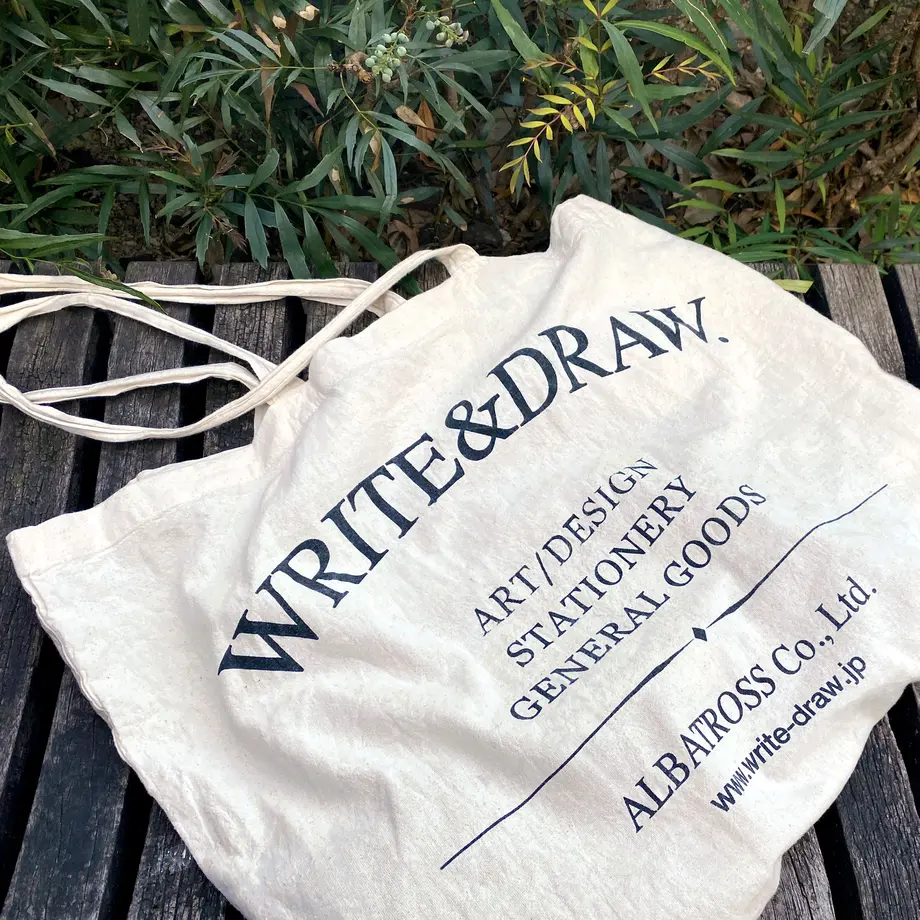 WRITE&DRAW.
ART/DESIGN
STATIONERY
GENERAL GOODS
ALBATROSS Co., Ltd.
www.write-draw.jp